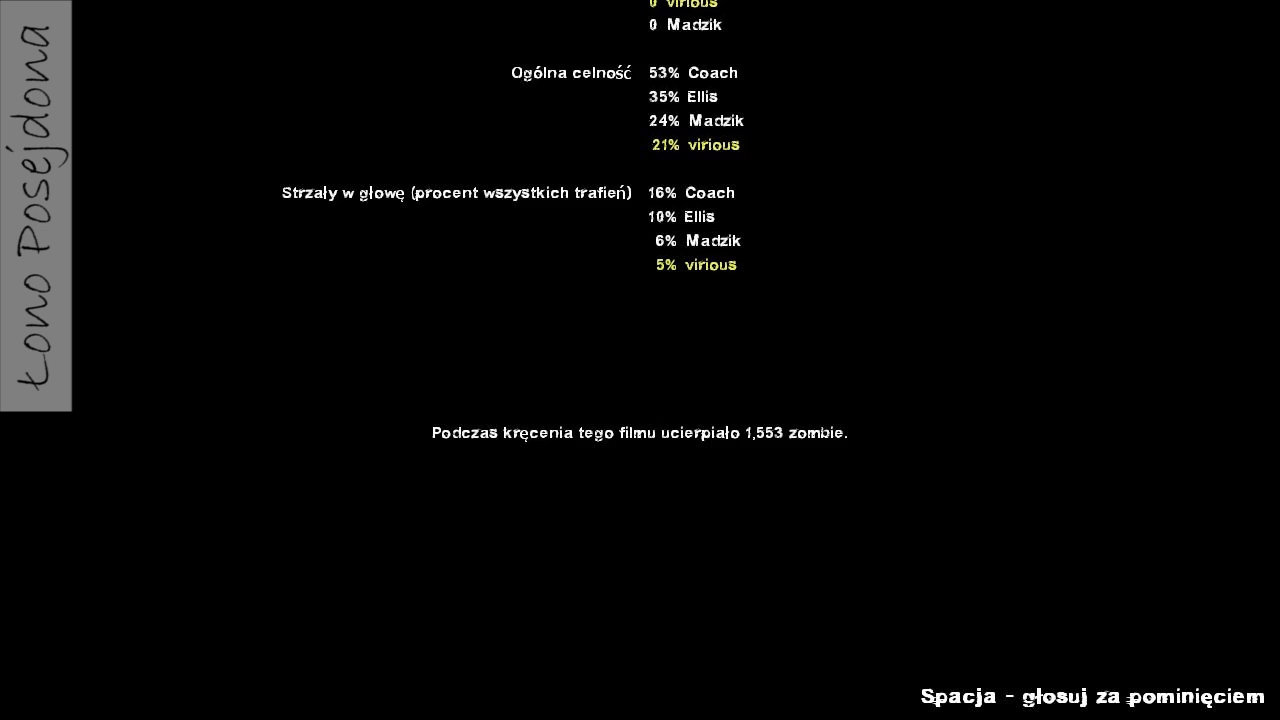 Łono Posejdona
0 virious
0 Madzik
Ogólna celność 53% Coach
35% Ellis
24% Madzik
21% virious
Strzały w głowę (procent wszystkich trafień) 16% Coach
10% Ellis
6% Madzik
5% virious
Podczas kręcenia tego filmu ucierpiało 1,553 zombie.
Spacja - głosuj za pominięciem